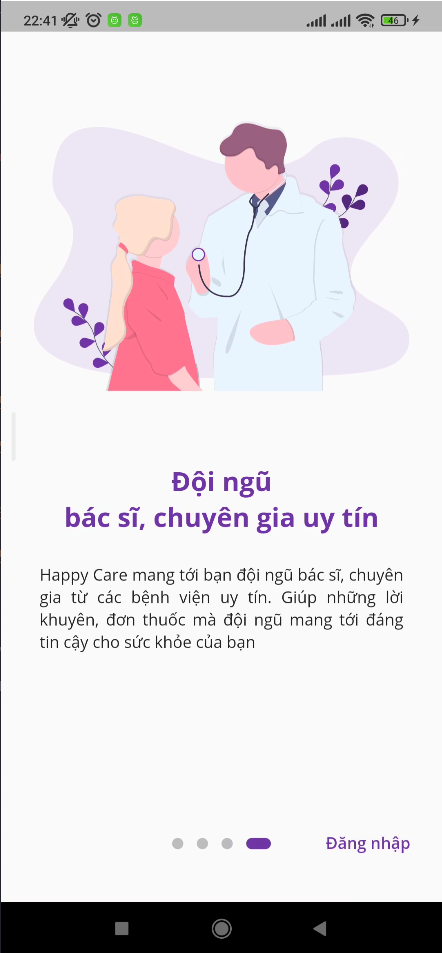 22:41
46
Đội ngũ
bác sĩ, chuyên gia uy tín
Happy Care mang tới bạn đội ngũ bác sĩ, chuyên
gia từ các bệnh viện uy tín. Giúp những lời
khuyên, đơn thuốc mà đội ngũ mang tới đáng
tin cậy cho sức khỏe của bạn
Đăng nhập